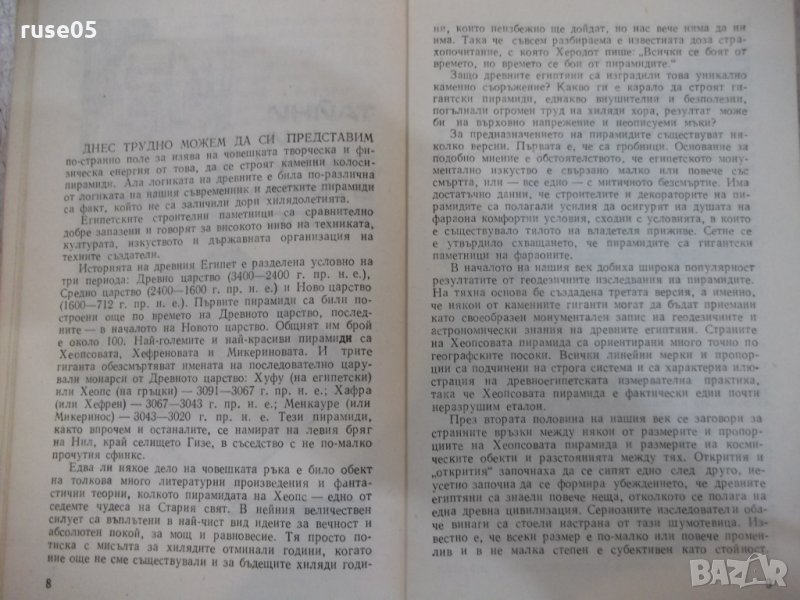 ruse05
ДНЕС ТРУДНО МОЖЕМ ДА СИ ПРЕДСТАВИМ
по-странно поле за изява на човешката творческа и фи-
зическа енергия от това, да се строят каменни колоси —
пирамиди. Ала логиката на древните е била по-различна
от логиката на нашия съвременник и десетките пирамиди
са факт, който не са заличили дори хилядолетията.
Египетските строителни паметници са сравнително
добре запазени и говорят за високото ниво на техниката,
културата, изкуството и държавната организация на
техните създатели.
Историята на древния Египет е разделена условно на
три периода: Древно царство (3400—2400 г. пр. н. е.),
Средно царство (2400—1600 г. пр. н. е.) и Ново царство
(1600—712 г. пр. н. е.). Първите пирамиди са били по-
строени още по времето на Древното царство, послед-
ните — в началото на Новото царство. Общият им брой
е около 100. Най-големите и най-красиви пирамиди са
Хеопсовата, Хефреновата и Микериновата. И трите
гиганта обезсмъртяват имената на последователно цару-
вали монарси от Древното царство: Хуфу (на египетски)
или Хеопс (на гръцки) — 3091—3067 г. пр. н. е.; Хафра
(или Хефрен) — 3067—3043 г. пр. н. е.; Менкауре (или
Микеринос) — 3043—3020 г. пр. н. е. Тези пирамиди,
както впрочем и останалите, се намират на левия бряг
на Нил, край селището Гизе, в съседство с не по-малко
прочутия сфинкс.
Едва ли някое дело на човешката ръка е било обект
на толкова много литературни произведения и фанта-
стични теории, колкото пирамидата на Хеопс — едно от
седемте чудеса на Стария свят. В нейния величествен
силует са въплътени в най-чист вид идеите за вечност и
абсолютен покой, за мощ и равновесие. Тя просто по-
тиска с мисълта за хилядите отминали години, когато
ние още не сме съществували и за бъдещите хиляди годи-
8
ни, които неизбежно ще дойдат, но нас вече няма да ни
има. Така че съвсем разбираема е известната доза стра-
хопочитание, с която Херодот пише: „Всички се боят от
времето, но времето се бои от пирамидите."
Защо древните египтяни са изградили това уникално
каменно съоръжение? Какво ги е карало да строят ги-
гантски пирамиди, еднакво внушителни и безполезни,
погълнали огромен труд на хиляди хора, резултат може
би на върховно напрежение и неописуеми мъки?
За предназначението на пирамидите съществуват ня-
колко версии. Първата е, че са гробници. Основание за
подобно мнение е обстоятелството, че египетското мону-
ментално изкуство е свързано малко или повече със
смъртта, или — все едно — с митичното безсмъртие. Има
достатъчно данни, че строителите и декораторите на пи-
рамидите са полагали усилия да осигурят на душата на
фараона комфортни условия, сходни с условията, в които
е съществувало тялото на владетеля приживе. Сетне се
е утвърдило схващането, че пирамидите са гигантски
паметници на фараоните.
В началото на нашия век добиха широка популярност
резултатите от геодезичните изследвания на пирамидите.
На тяхна основа бе създадена третата версия, а именно,
че някои от каменните гиганти могат да бъдат приемани
като своеобразен монументален запис на геодезичните и
астрономически знания на древните египтяни. Страните
на Хеопсовата пирамида са ориентирани много точно по
географските посоки. Всички линейни мерки и пропор-
ции са подчинени на строга система и са характерна илю-
страция на древноегипетската измервателна практика,
така че Хеопсовата пирамида е фактически един почти
неразрушим еталон.
През втората половина на нашия век се заговори за
странните връзки между някои от размерите и пропор-
циите на Хеопсовата пирамида и размерите на косми-
ческите обекти и разстоянията между тях. Открития и
„открития" започнаха да се сипят едно след друго, не-
усетно започна да се формира убеждението, че древните
египтяни са знаели повече неща, отколкото се полага на
една древна цивилизация. Сериозните изследователи оба-
че винаги са стоели настрана от тази шумотевица. Изве-
стно е, че всеки размер е по-малко или повече промен-
лив и в не малка степен е субективен като стойност.
BAZAR
bg